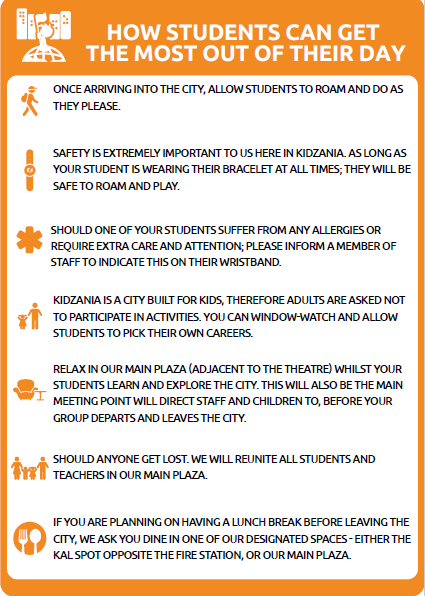 HOW STUDENTS CAN GET
THE MOST OUT OF THEIR DAY
ONCE ARRIVING INTO THE CITY, ALLOW STUDENTS TO ROAM AND DO AS
THEY PLEASE.
SAFETY IS EXTREMELY IMPORTANT TO US HERE IN KIDZANIA. AS LONG AS
YOUR STUDENT IS WEARING THEIR BRACELET AT ALL TIMES; THEY WILL BE
SAFE TO ROAM AND PLAY.
SHOULD ONE OF YOUR STUDENTS SUFFER FROM ANY ALLERGIES OR
REQUIRE EXTRA CARE AND ATTENTION; PLEASE INFORM A MEMBER OF
STAFF TO INDICATE THIS ON THEIR WRISTBAND.
KIDZANIA IS A CITY BUILT FOR KIDS, THEREFORE ADULTS ARE ASKED NOT
TO PARTICIPATE IN ACTIVITIES. YOU CAN WINDOW-WATCH AND ALLOW
STUDENTS TO PICK THEIR OWN CAREERS.
RELAX IN OUR MAIN PLAZA (ADJACENT TO THE THEATRE) WHILST YOUR
STUDENTS LEARN AND EXPLORE THE CITY. THIS WILL ALSO BE THE MAIN
MEETING POINT WILL DIRECT STAFF AND CHILDREN TO, BEFORE YOUR
GROUP DEPARTS AND LEAVES THE CITY.
SHOULD ANYONE GET LOST. WE WILL REUNITE ALL STUDENTS AND
TEACHERS IN OUR MAIN PLAZA.
IF YOU ARE PLANNING ON HAVING A LUNCH BREAK BEFORE LEAVING THE
CITY, WE ASK YOU DINE IN ONE OF OUR DESIGNATED SPACES - EITHER THE
KAL SPOT OPPOSITE THE FIRE STATION, OR OUR MAIN PLAZA.